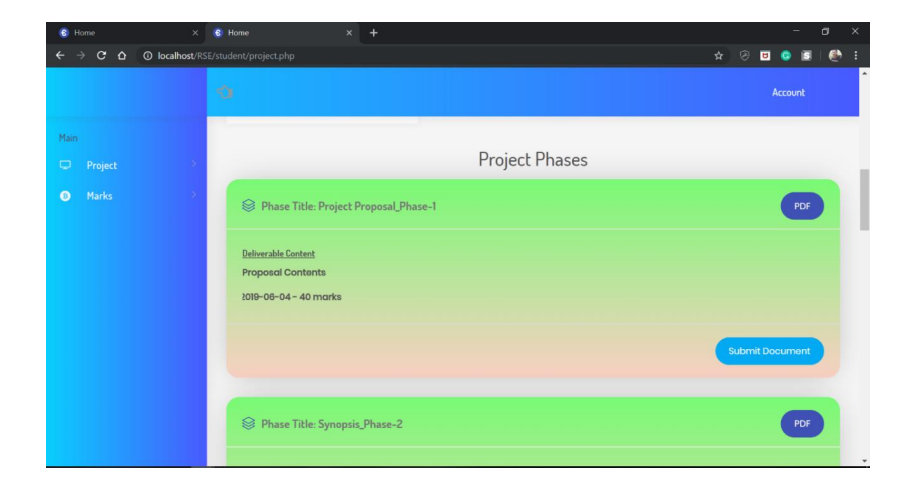 Home
Home
localhost/RSE/student/project.php
Account
Main
Project
Marks
Project Phases
Phase Title: Project Proposal_Phase-1
PDF
Deliverable Content
Proposal Contents
2019-06-04 - 40 marks
Submit Document
Phase Title: Synopsis_Phase-2
PDF